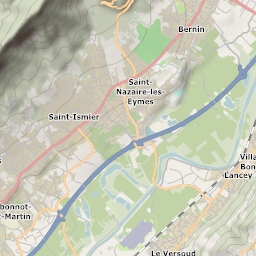 Bernin
Saint-
Nazaire-les-
Eymes
Saint-Ismier
Villa
Bon
Lancey
bonnot-
t-Martin
Le Versoud